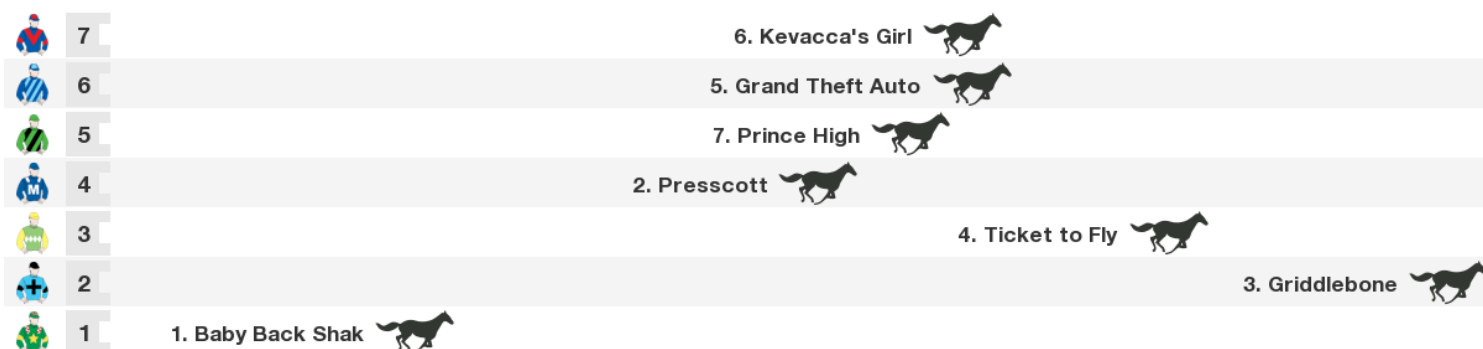 7 6. Kevacca's Girl
6 5. Grand Theft Auto
5 7. Prince High
4 2. Presscott
M
3 4. Ticket to Fly
2 3. Griddlebone
1 1. Baby Back Shak